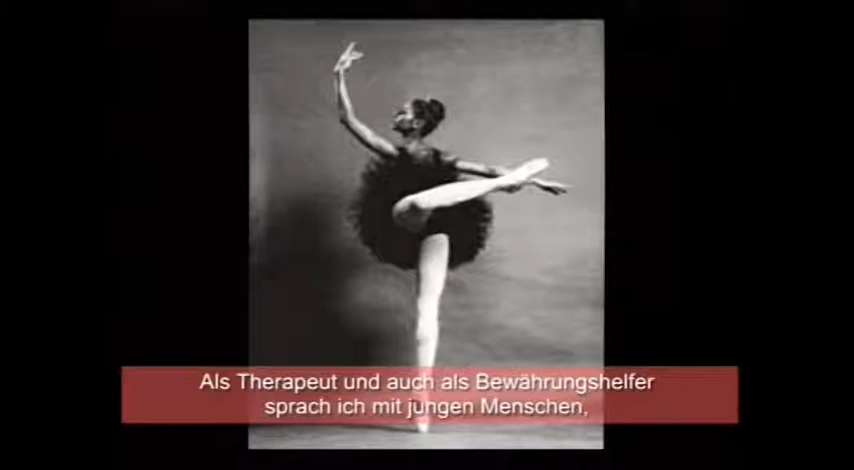 Als Therapeut und auch als Bewährungshelfer
sprach ich mit jungen Menschen,